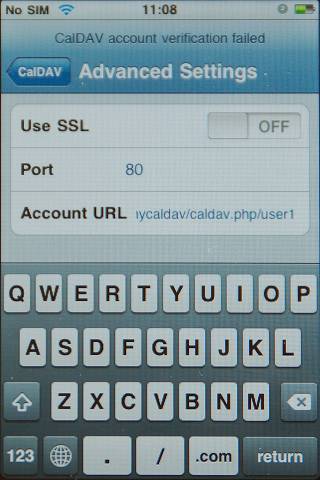 No SIM 11:08
CalDAV account verification failed
CalDAV Advanced Settings
Use SSL OFF
Port 80
Account URL nycaldav/caldav.php/user1
Q W E R T Y U I O P
A S D F G H J K L
Z X C V B N M
123 . / .com return